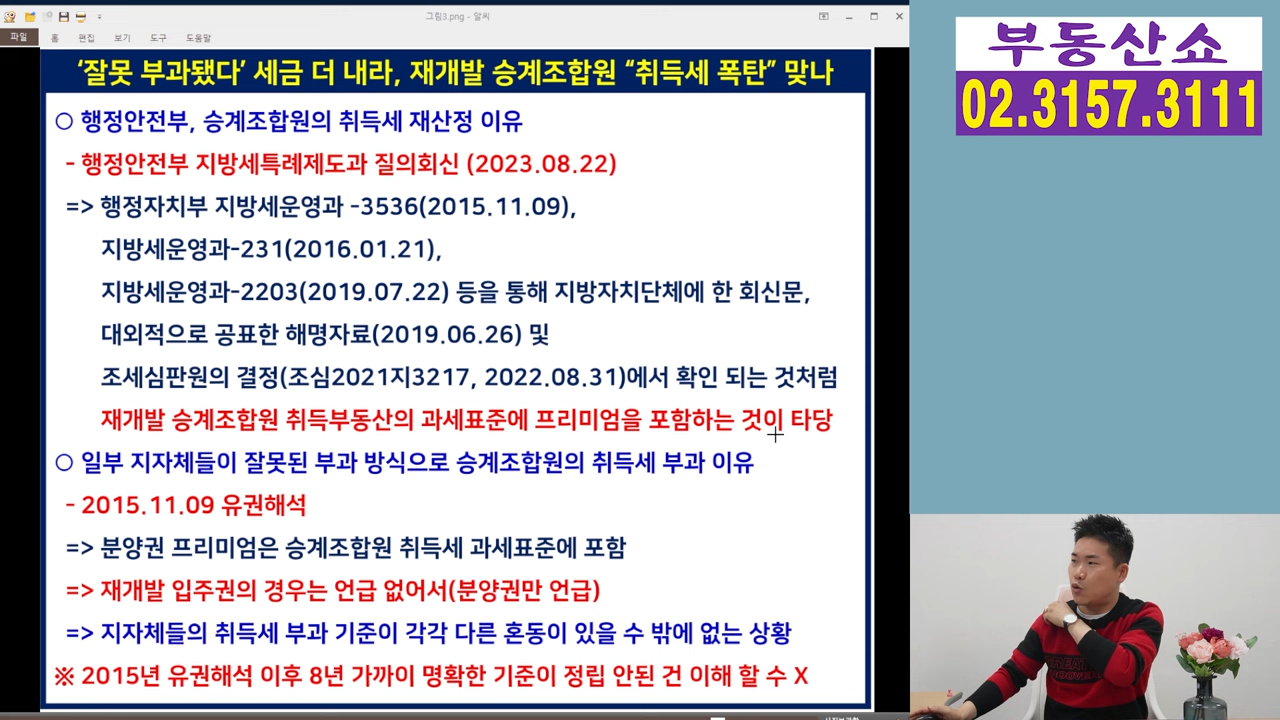 그림3.png - 알씨
파일 홈 편집 보기 도구 도움말
부동산쇼
02.3157.3111
‘잘못 부과됐다’ 세금 더 내라, 재개발 승계조합원 “취득세 폭탄” 맞나
○ 행정안전부, 승계조합원의 취득세 재산정 이유
- 행정안전부 지방세특례제도과 질의회신 (2023.08.22)
=> 행정자치부 지방세운영과 -3536(2015.11.09),
지방세운영과-231(2016.01.21),
지방세운영과-2203(2019.07.22) 등을 통해 지방자치단체에 한 회신문,
대외적으로 공표한 해명자료(2019.06.26) 및
조세심판원의 결정(조심2021지3217, 2022.08.31)에서 확인 되는 것처럼
재개발 승계조합원 취득부동산의 과세표준에 프리미엄을 포함하는 것이 타당
○ 일부 지자체들이 잘못된 부과 방식으로 승계조합원의 취득세 부과 이유
- 2015.11.09 유권해석
=> 분양권 프리미엄은 승계조합원 취득세 과세표준에 포함
=> 재개발 입주권의 경우는 언급 없어서(분양권만 언급)
=> 지자체들의 취득세 부과 기준이 각각 다른 혼동이 있을 수 밖에 없는 상황
※ 2015년 유권해석 이후 8년 가까이 명확한 기준이 정립 안된 건 이해 할 수 X